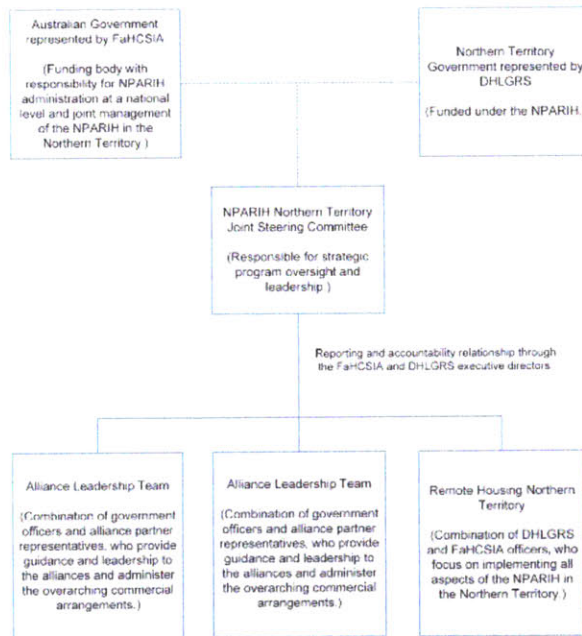 Australian Government
represented by FaHCSIA
(Funding body with
responsibility for NPARIH
administration at a national
level and joint management
of the NPARIH in the
Northern Territory.)
Northern Territory
Government represented by
DHLGRS
(Funded under the NPARIH.)
NPARIH Northern Territory
Joint Steering Committee
(Responsible for strategic
program oversight and
leadership.)
Reporting and accountability relationship through
the FaHCSIA and DHLGRS executive directors
Alliance Leadership Team
(Combination of government
officers and alliance partner
representatives, who provide
guidance and leadership to
the alliances and administer
the overarching commercial
arrangements.)
Alliance Leadership Team
(Combination of government
officers and alliance partner
representatives, who provide
guidance and leadership to
the alliances and administer
the overarching commercial
arrangements.)
Remote Housing Northern
Territory
(Combination of DHLGRS
and FaHCSIA officers, who
focus on implementing all
aspects of the NPARIH in
the Northern Territory.)